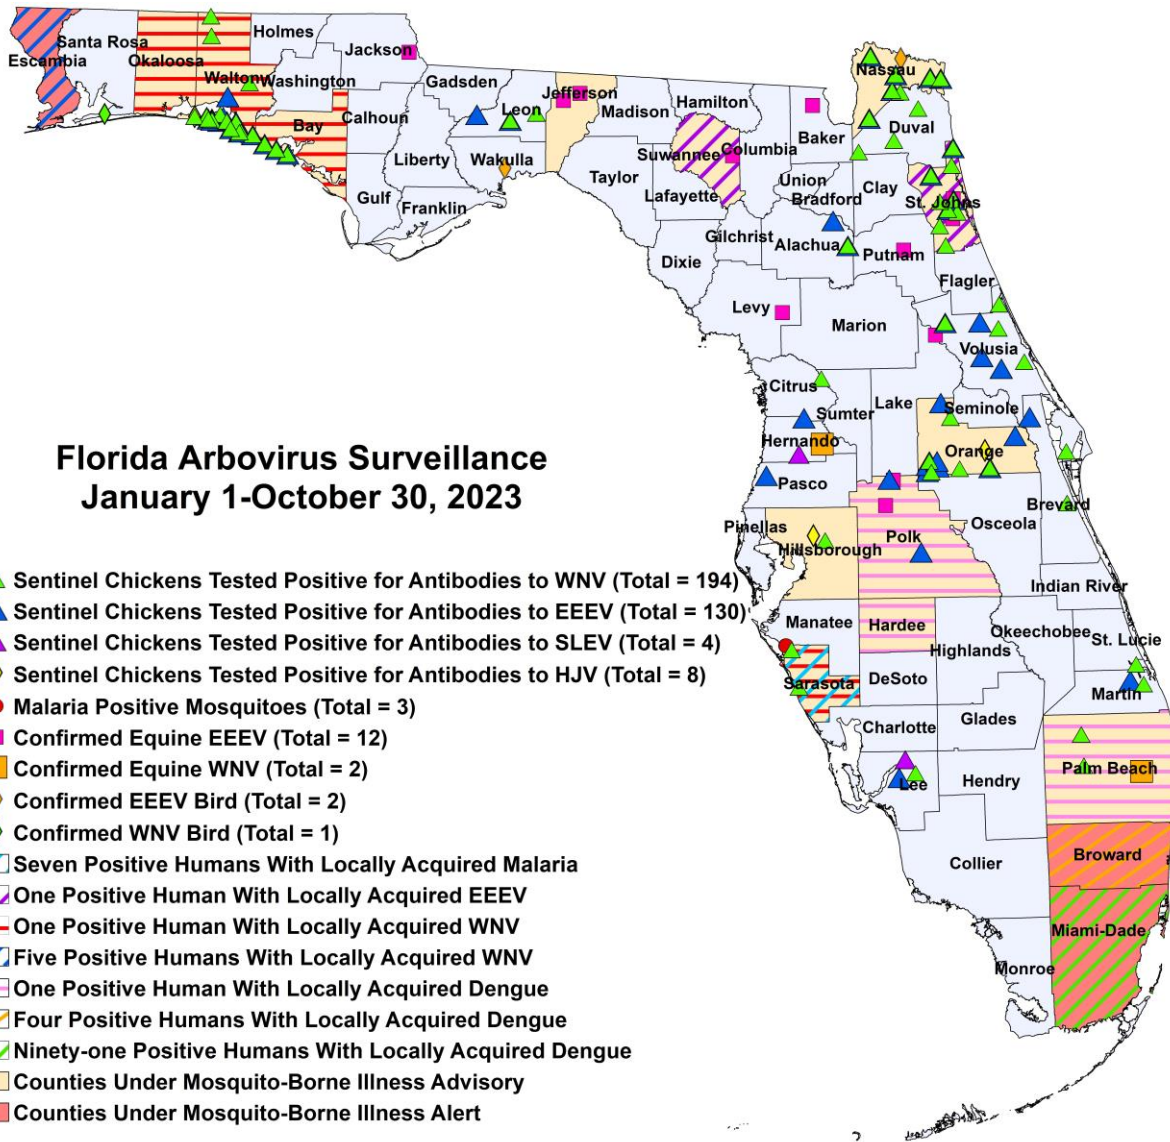 Holmes
Jackson
Santa Rosa
Escambia
Okaloosa
Walton
Washington
Gadsden
Jefferson
Leon
Madison
Hamilton
Nassau
Bay
Calhoun
Baker
Duval
Liberty
Wakulla
Suwannee
Columbia
Taylor
Lafayette
Union
Bradford
Clay
St. Johns
Gulf
Franklin
Gilchrist
Alachua
Putnam
Dixie
Flagler
Levy
Marion
Volusia
Citrus
Sumter
Lake
Seminole
Hernando
Orange
Pasco
Brevard
Osceola
Pinellas
Hillsborough
Polk
Indian River
Manatee
Hardee
Okeechobee
St. Lucie
Highlands
Sarasota
DeSoto
Martin
Charlotte
Glades
Palm Beach
Lee
Hendry
Collier
Broward
Miami-Dade
Monroe
Florida Arbovirus Surveillance
January 1-October 30, 2023
Sentinel Chickens Tested Positive for Antibodies to WNV (Total = 194)
Sentinel Chickens Tested Positive for Antibodies to EEEV (Total = 130)
Sentinel Chickens Tested Positive for Antibodies to SLEV (Total = 4)
Sentinel Chickens Tested Positive for Antibodies to HJV (Total = 8)
Malaria Positive Mosquitoes (Total = 3)
Confirmed Equine EEEV (Total = 12)
Confirmed Equine WNV (Total = 2)
Confirmed EEEV Bird (Total = 2)
Confirmed WNV Bird (Total = 1)
Seven Positive Humans With Locally Acquired Malaria
One Positive Human With Locally Acquired EEEV
One Positive Human With Locally Acquired WNV
Five Positive Humans With Locally Acquired WNV
One Positive Human With Locally Acquired Dengue
Four Positive Humans With Locally Acquired Dengue
Ninety-one Positive Humans With Locally Acquired Dengue
Counties Under Mosquito-Borne Illness Advisory
Counties Under Mosquito-Borne Illness Alert